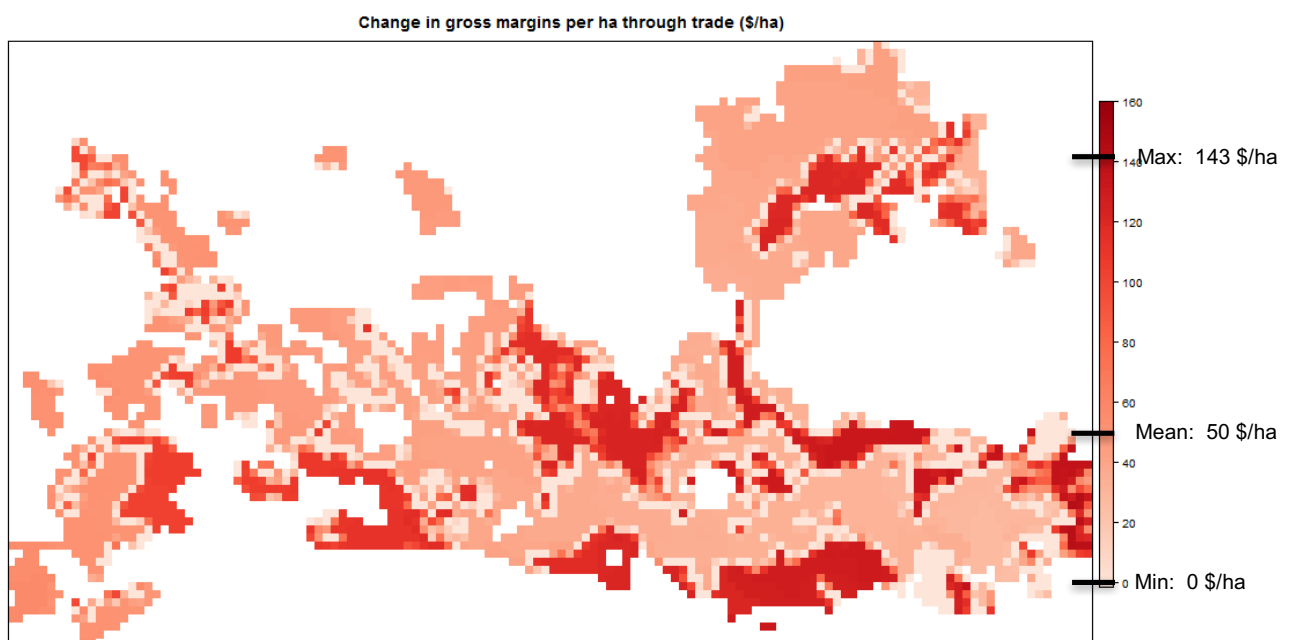 Change in gross margins per ha through trade ($/ha)
160
140
Max: 143 $/ha
120
100
80
60
Mean: 50 $/ha
40
20
0
Min: 0 $/ha